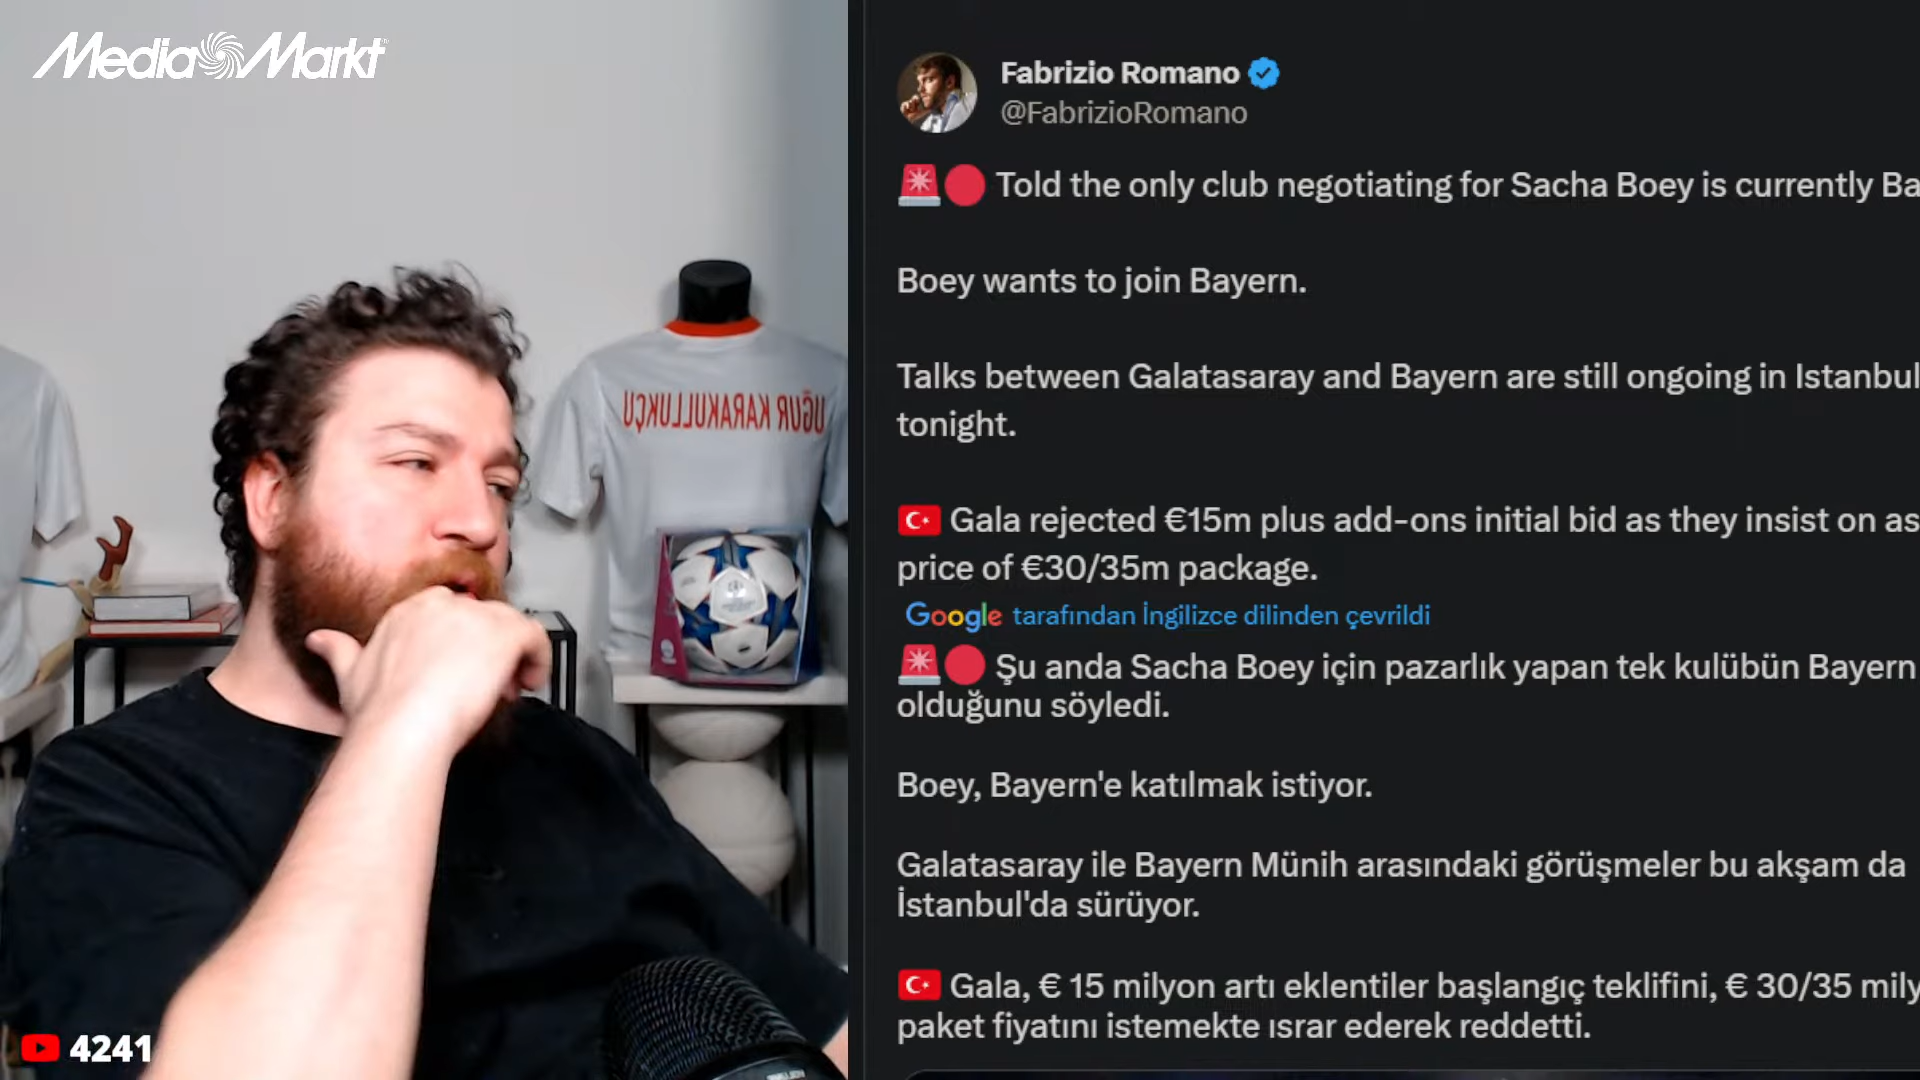 MediaMarkt
Fabrizio Romano
@FabrizioRomano
Told the only club negotiating for Sacha Boey is currently Ba
Boey wants to join Bayern.
Talks between Galatasaray and Bayern are still ongoing in Istanbul
tonight.
Gala rejected €15m plus add-ons initial bid as they insist on as
price of €30/35m package.
Google tarafından İngilizce dilinden çevrildi
Şu anda Sacha Boey için pazarlık yapan tek kulübün Bayern
olduğunu söyledi.
Boey, Bayern'e katılmak istiyor.
Galatasaray ile Bayern Münih arasındaki görüşmeler bu akşam da
İstanbul'da sürüyor.
Gala, € 15 milyon artı eklentiler başlangıç teklifini, € 30/35 mily
paket fiyatını istemekte ısrar ederek reddetti.
UĞUR KARAKULLUKÇU
4241